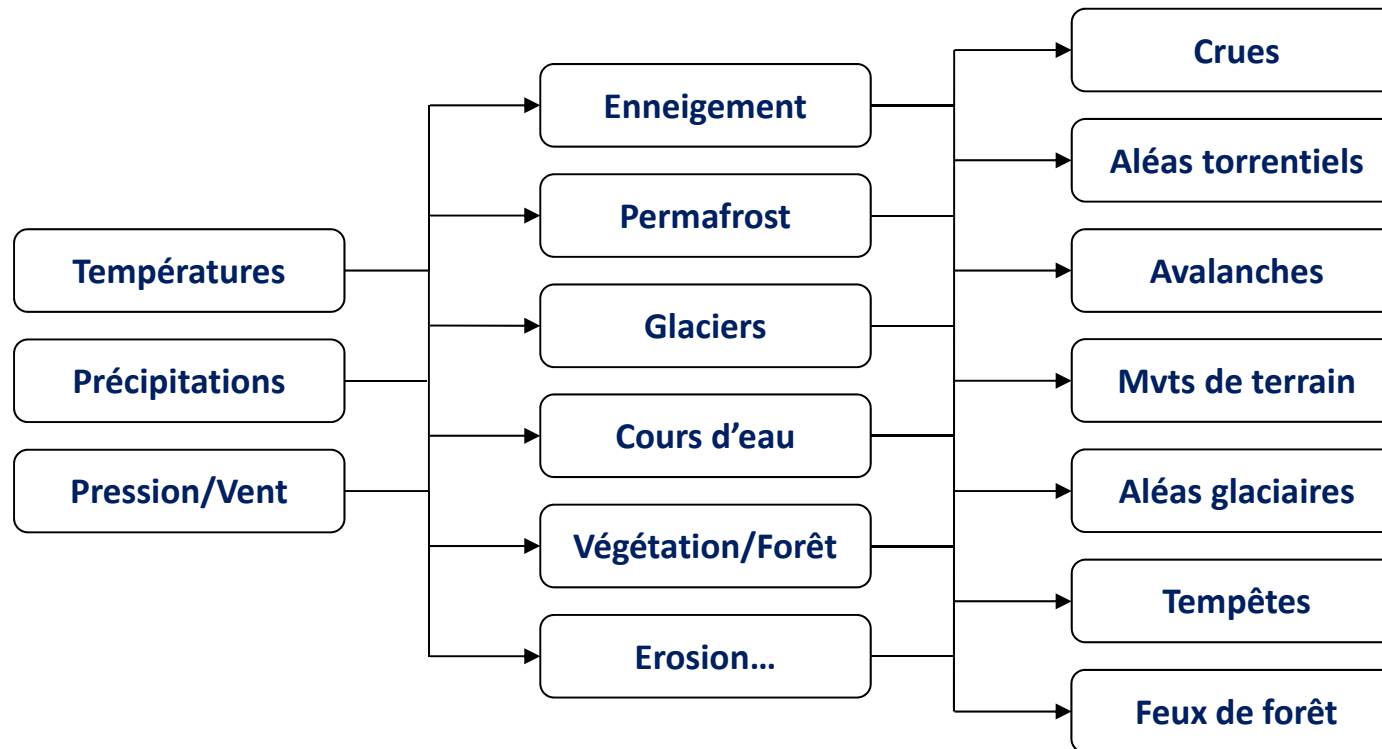 Températures
Précipitations
Pression/Vent
Enneigement
Permafrost
Glaciers
Cours d’eau
Végétation/Forêt
Erosion…
Crues
Aléas torrentiels
Avalanches
Mvts de terrain
Aléas glaciaires
Tempêtes
Feux de forêt